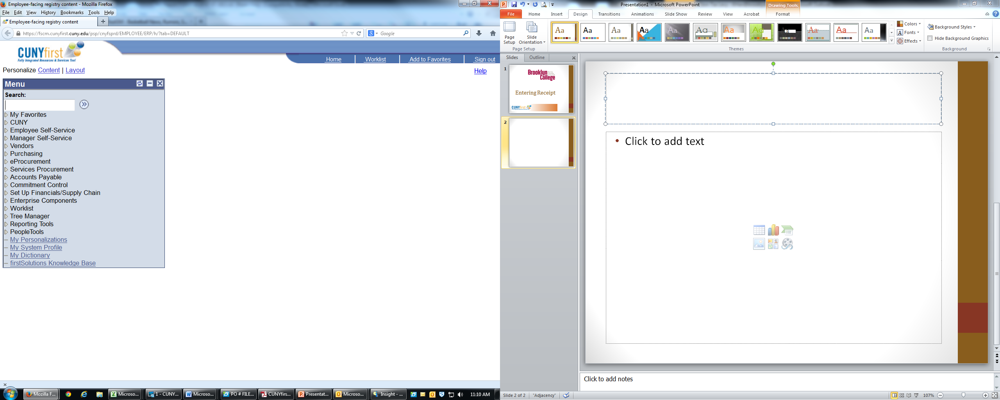 Employee-facing registry content - Mozilla Firefox
File Edit View History Bookmarks Tools Help
Employee-facing registry content
https://fscm.cunyfirst.cuny.edu/psp/cnyfsprd/EMPLOYEE/ERP/h/?tab=DEFAULT
Google
CUNYfirst
Fully Integrated Resources & Services Tool
Home Worklist Add to Favorites Sign out
Personalize Content | Layout
Help
Menu
Search:
My Favorites
CUNY
Employee Self-Service
Manager Self-Service
Vendors
Purchasing
eProcurement
Services Procurement
Accounts Payable
Commitment Control
Set Up Financials/Supply Chain
Enterprise Components
Worklist
Tree Manager
Reporting Tools
PeopleTools
My Personalizations
My System Profile
My Dictionary
firstSolutions Knowledge Base
Mozilla F...
Microso...
1 - CUNY...
Microso...
PO # FILE...
CUNYfirs...
Presentat...
Microso...
Insight - ...
11:10 AM
Presentation1 - Microsoft PowerPoint
Drawing Tools
File Home Insert Design Transitions Animations Slide Show Review View Acrobat Format
Page Setup
Slide Orientation
Aa Aa Aa Aa Aa Aa Aa Aa Aa Aa Aa Aa
Colors
Fonts
Effects
Background Styles
Hide Background Graphics
Page Setup Themes Background
Slides Outline
1
Brooklyn College
Entering Receipt
CUNYfirst
2
• Click to add text
Click to add notes
Slide 2 of 2 "Adjacency" 107%